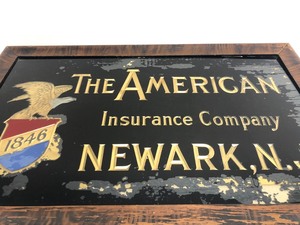 THE AMERICAN
Insurance Company
NEWARK, N.
1846